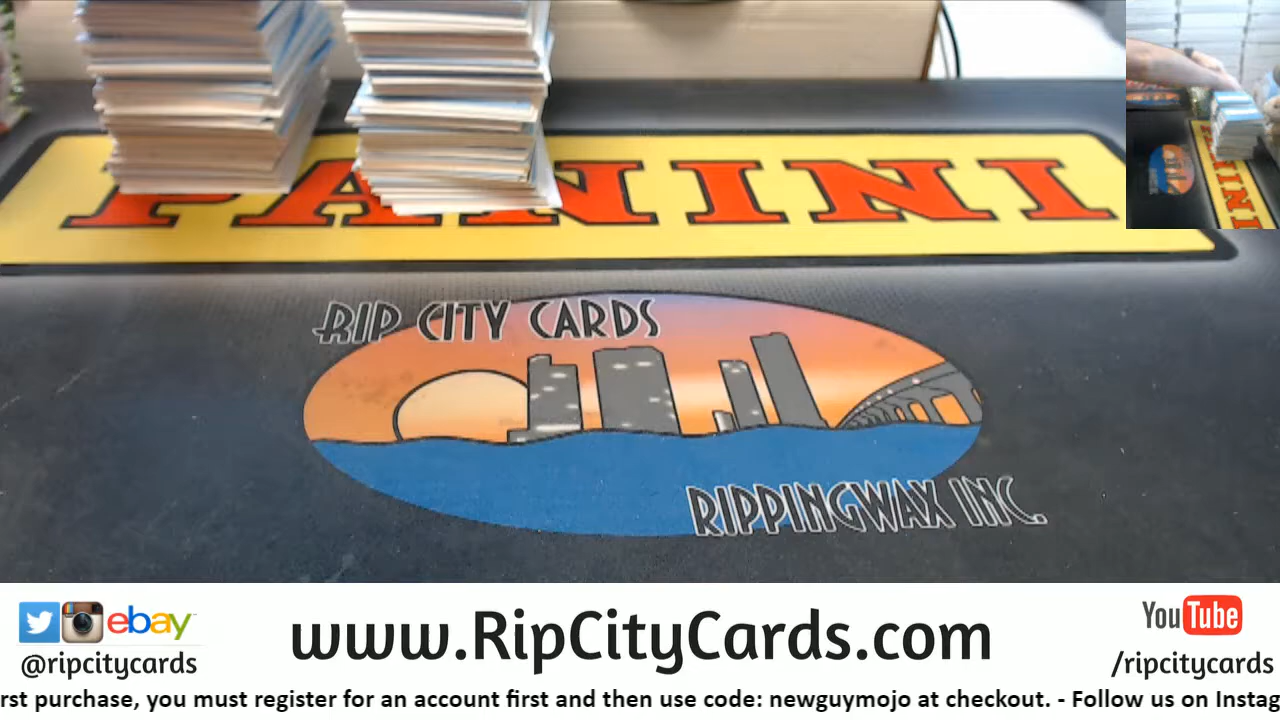 PANINI
RIP CITY CARDS
RIPPINGWAX INC.
ebay
@ripcitycards
www.RipCityCards.com
YouTube
/ripcitycards
rst purchase, you must register for an account first and then use code: newguymojo at checkout. - Follow us on Instag